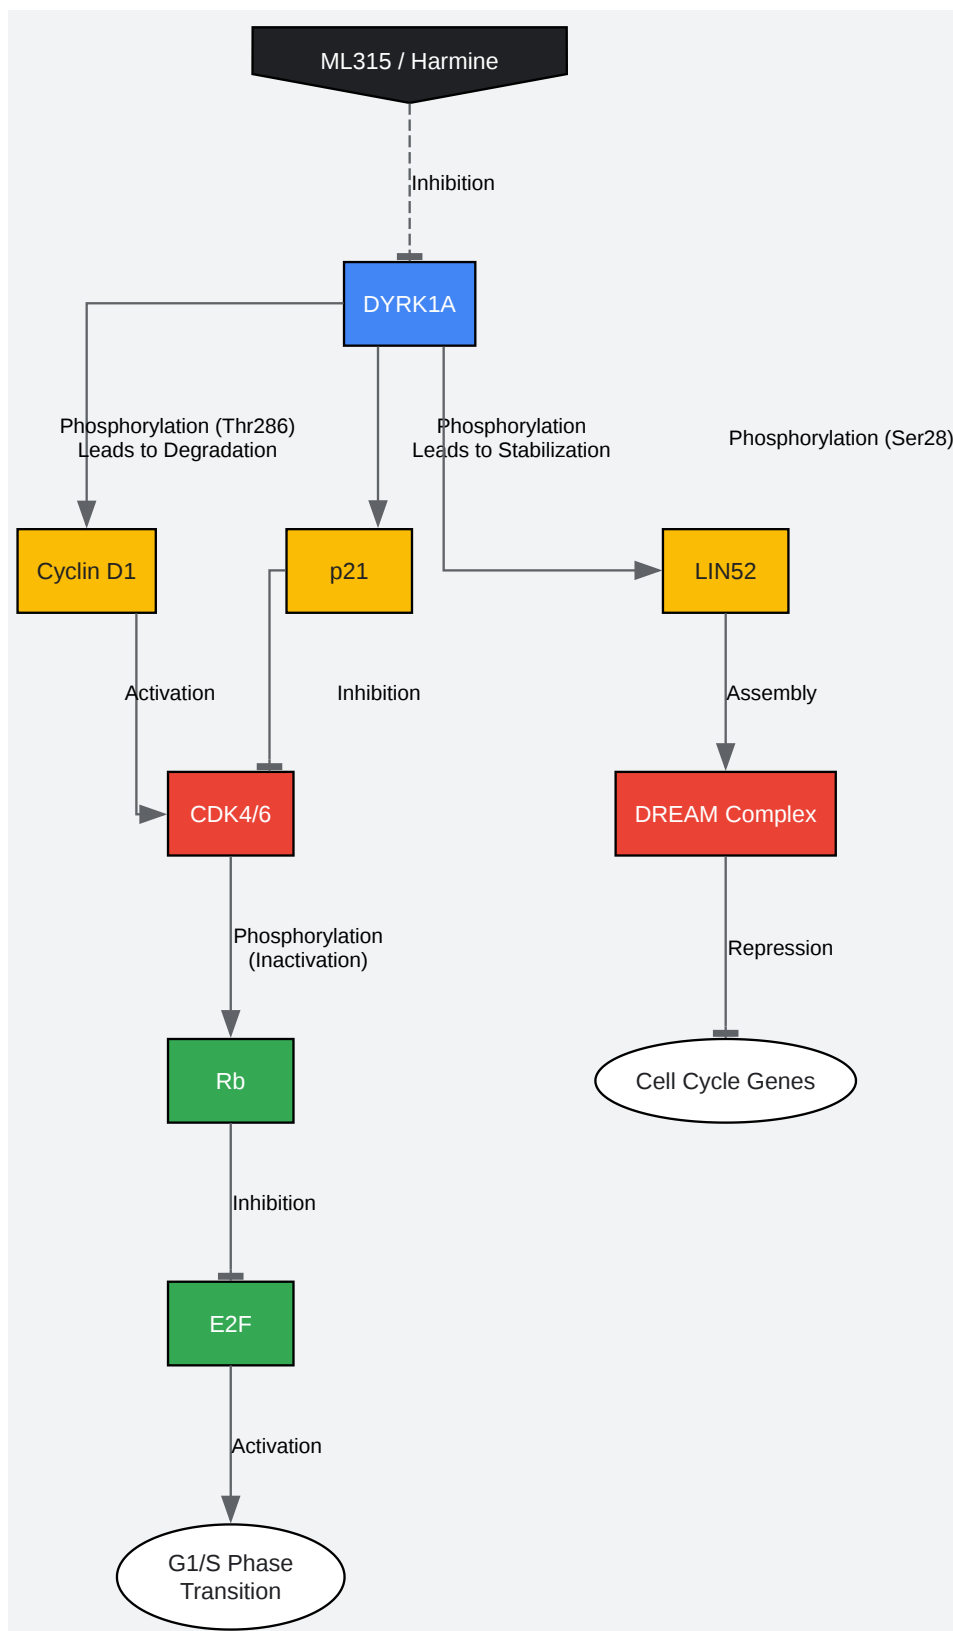 ML315 / Harmine
Inhibition
DYRK1A
Phosphorylation (Thr286)
Leads to Degradation
Phosphorylation
Leads to Stabilization
Phosphorylation (Ser28)
Cyclin D1
p21
LIN52
Activation
Inhibition
Assembly
CDK4/6
DREAM Complex
Phosphorylation
(Inactivation)
Repression
Rb
Cell Cycle Genes
Inhibition
E2F
Activation
G1/S Phase
Transition